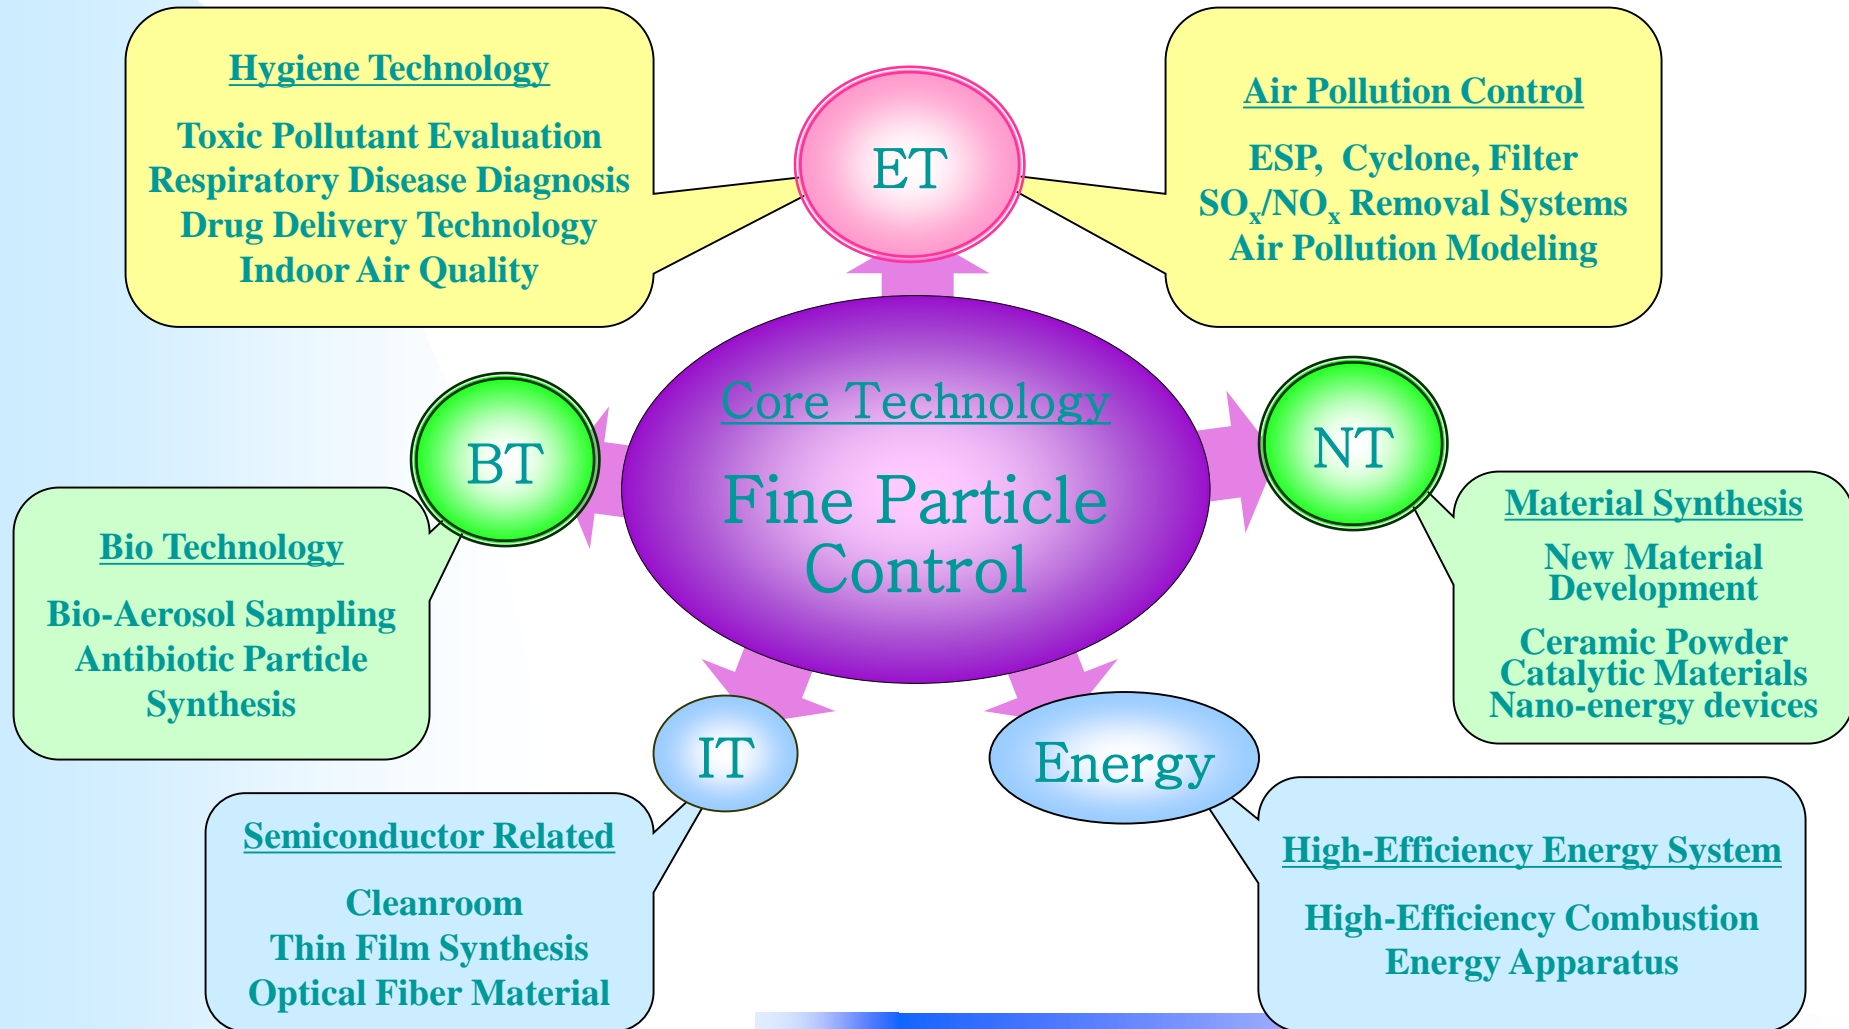 Hygiene Technology
Toxic Pollutant Evaluation
Respiratory Disease Diagnosis
Drug Delivery Technology
Indoor Air Quality
ET
Air Pollution Control
ESP, Cyclone, Filter
SOx/NOx Removal Systems
Air Pollution Modeling
Core Technology
Fine Particle
Control
BT
NT
Bio Technology
Bio-Aerosol Sampling
Antibiotic Particle
Synthesis
Material Synthesis
New Material
Development
Ceramic Powder
Catalytic Materials
Nano-energy devices
IT
Energy
Semiconductor Related
Cleanroom
Thin Film Synthesis
Optical Fiber Material
High-Efficiency Energy System
High-Efficiency Combustion
Energy Apparatus